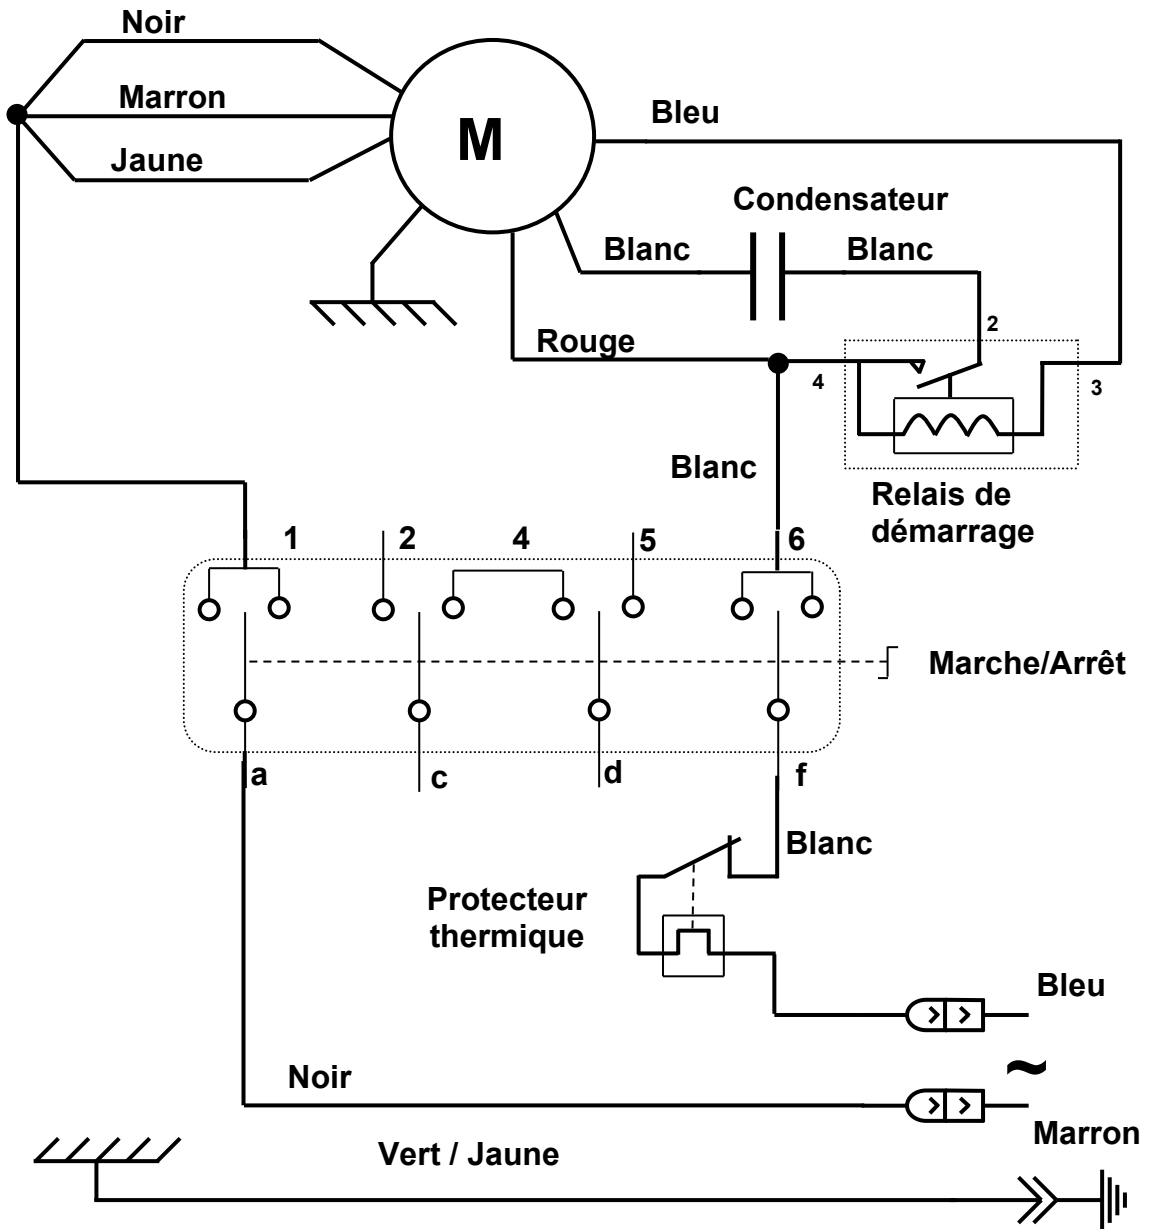 Noir
Marron
Jaune
M
Bleu
Condensateur
Blanc
Blanc
2
Rouge
4
3
Blanc
Relais de
démarrage
1
2
4
5
6
Marche/Arrêt
a
c
d
f
Blanc
Protecteur
thermique
Bleu
~
Noir
Marron
Vert / Jaune